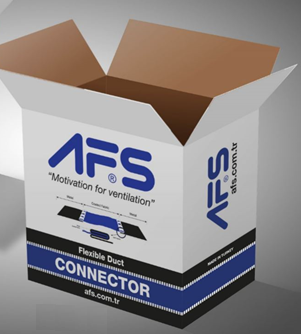 AFS
®
"Motivation for ventilation"
Flexible Duct
CONNECTOR
afs.com.tr
AFS
®
afs.com.tr
MADE IN TURKEY